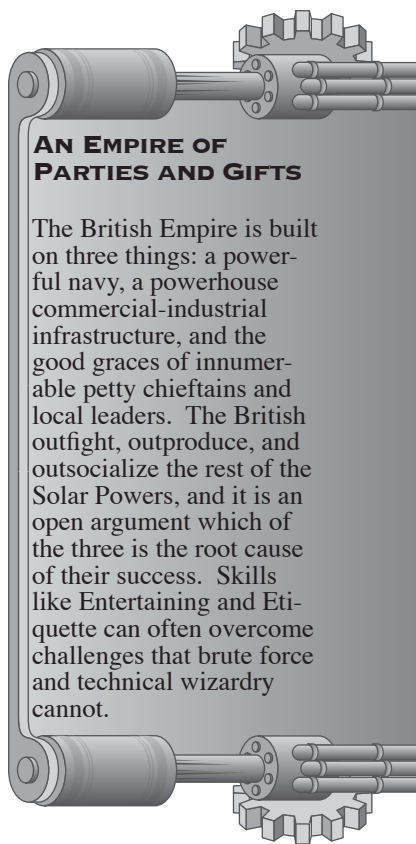 An Empire of
Parties and Gifts
The British Empire is built
on three things: a power-
ful navy, a powerhouse
commercial-industrial
infrastructure, and the
good graces of innumer-
able petty chieftains and
local leaders.  The British
outfight, outproduce, and
outsocialize the rest of the
Solar Powers, and it is an
open argument which of
the three is the root cause
of their success.  Skills
like Entertaining and Eti-
quette can often overcome
challenges that brute force
and technical wizardry
cannot.